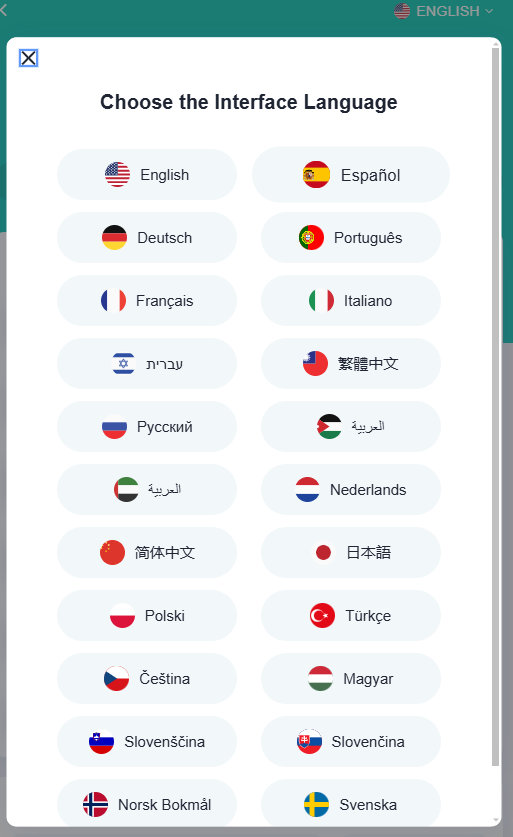 ENGLISH
Choose the Interface Language
English
Español
Deutsch
Português
Français
Italiano
עברית
繁體中文
Русский
العربية
العربية
Nederlands
简体中文
日本語
Polski
Türkçe
Čeština
Magyar
Slovenščina
Slovenčina
Norsk Bokmål
Svenska